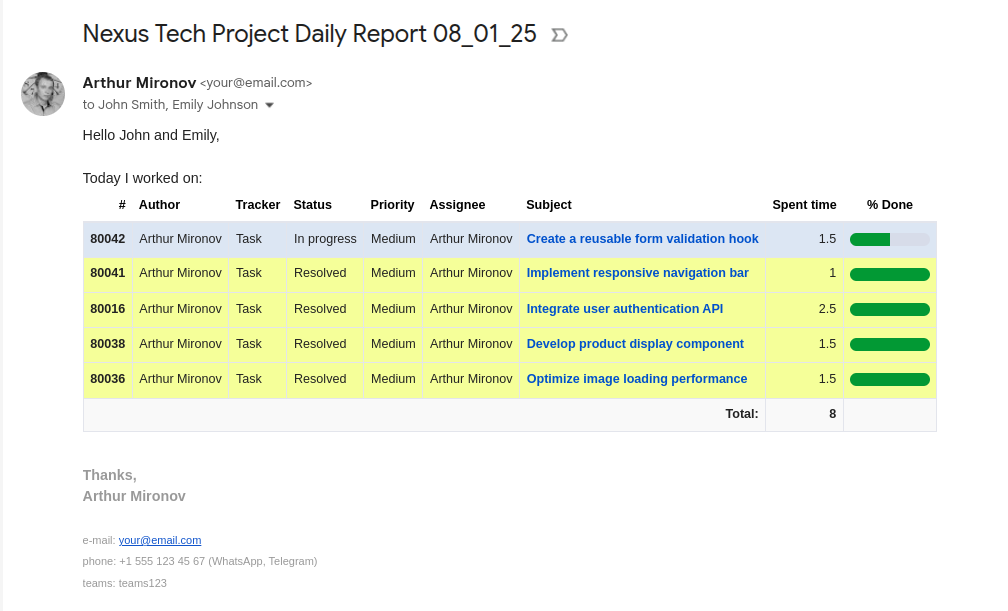 Nexus Tech Project Daily Report 08_01_25
Arthur Mironov <your@email.com>
to John Smith, Emily Johnson
Hello John and Emily,
Today I worked on:
# Author Tracker Status Priority Assignee Subject Spent time % Done
80042 Arthur Mironov Task In progress Medium Arthur Mironov Create a reusable form validation hook 1.5
80041 Arthur Mironov Task Resolved Medium Arthur Mironov Implement responsive navigation bar 1
80016 Arthur Mironov Task Resolved Medium Arthur Mironov Integrate user authentication API 2.5
80038 Arthur Mironov Task Resolved Medium Arthur Mironov Develop product display component 1.5
80036 Arthur Mironov Task Resolved Medium Arthur Mironov Optimize image loading performance 1.5
Total: 8
Thanks,
Arthur Mironov
e-mail: your@email.com
phone: +1 555 123 45 67 (WhatsApp, Telegram)
teams: teams123